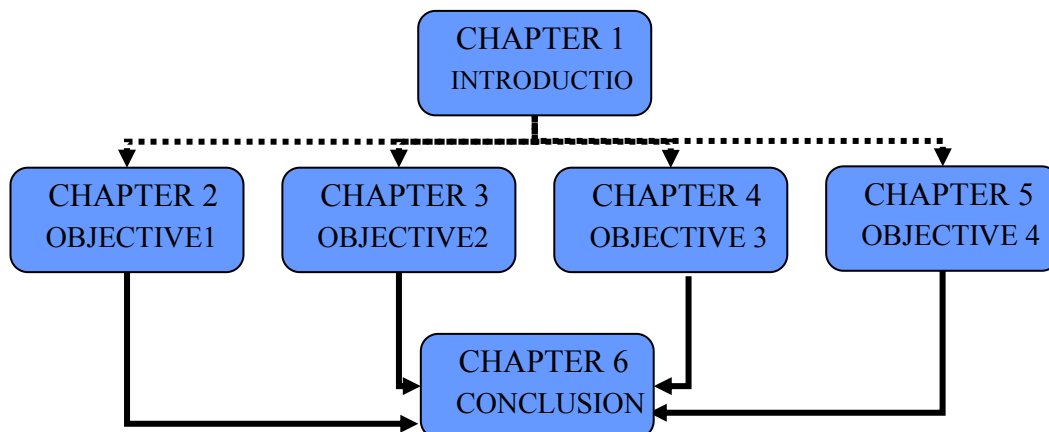 CHAPTER 1
INTRODUCTIO
CHAPTER 2
OBJECTIVE1
CHAPTER 3
OBJECTIVE2
CHAPTER 4
OBJECTIVE 3
CHAPTER 5
OBJECTIVE 4
CHAPTER 6
CONCLUSION